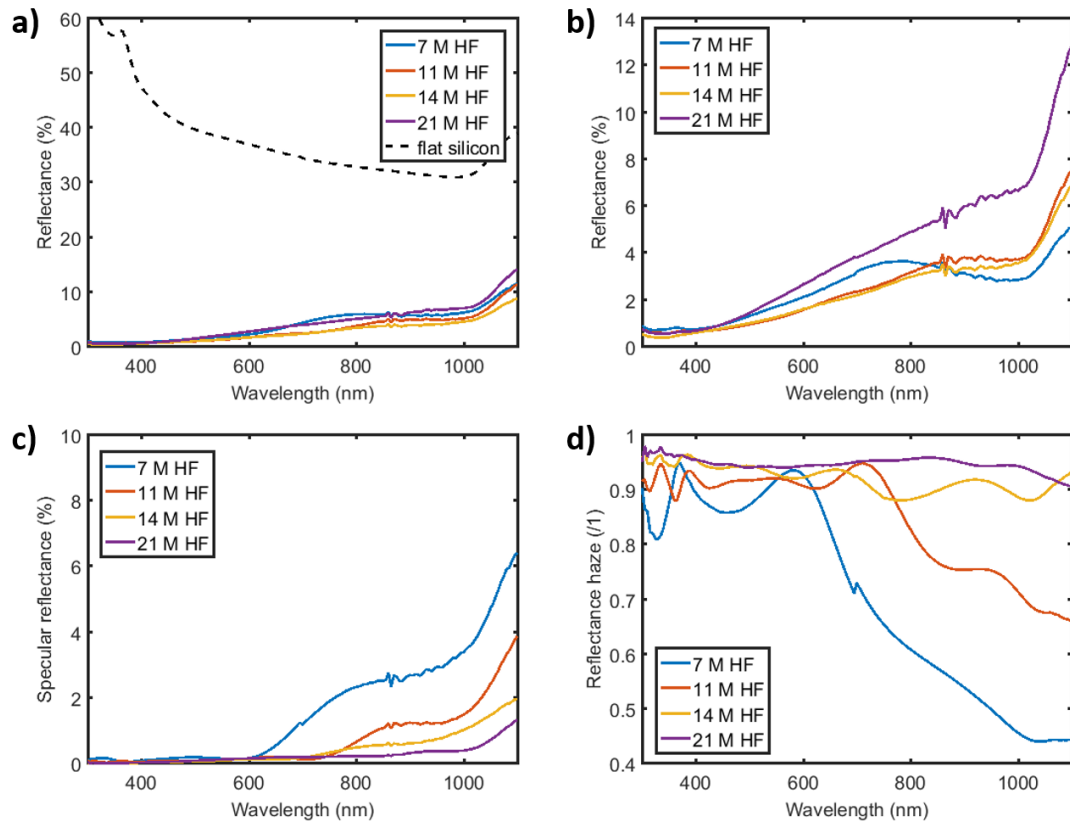 a)
60
50
40
30
20
10
0
Reflectance (%)
7 M HF
11 M HF
14 M HF
21 M HF
flat silicon
400
600
800
1000
Wavelength (nm)
b)
14
12
10
8
6
4
2
0
Reflectance (%)
7 M HF
11 M HF
14 M HF
21 M HF
400
600
800
1000
Wavelength (nm)
c)
10
8
6
4
2
0
Specular reflectance (%)
7 M HF
11 M HF
14 M HF
21 M HF
400
600
800
1000
Wavelength (nm)
d)
1
0.9
0.8
0.7
0.6
0.5
0.4
Reflectance haze (/1)
7 M HF
11 M HF
14 M HF
21 M HF
400
600
800
1000
Wavelength (nm)